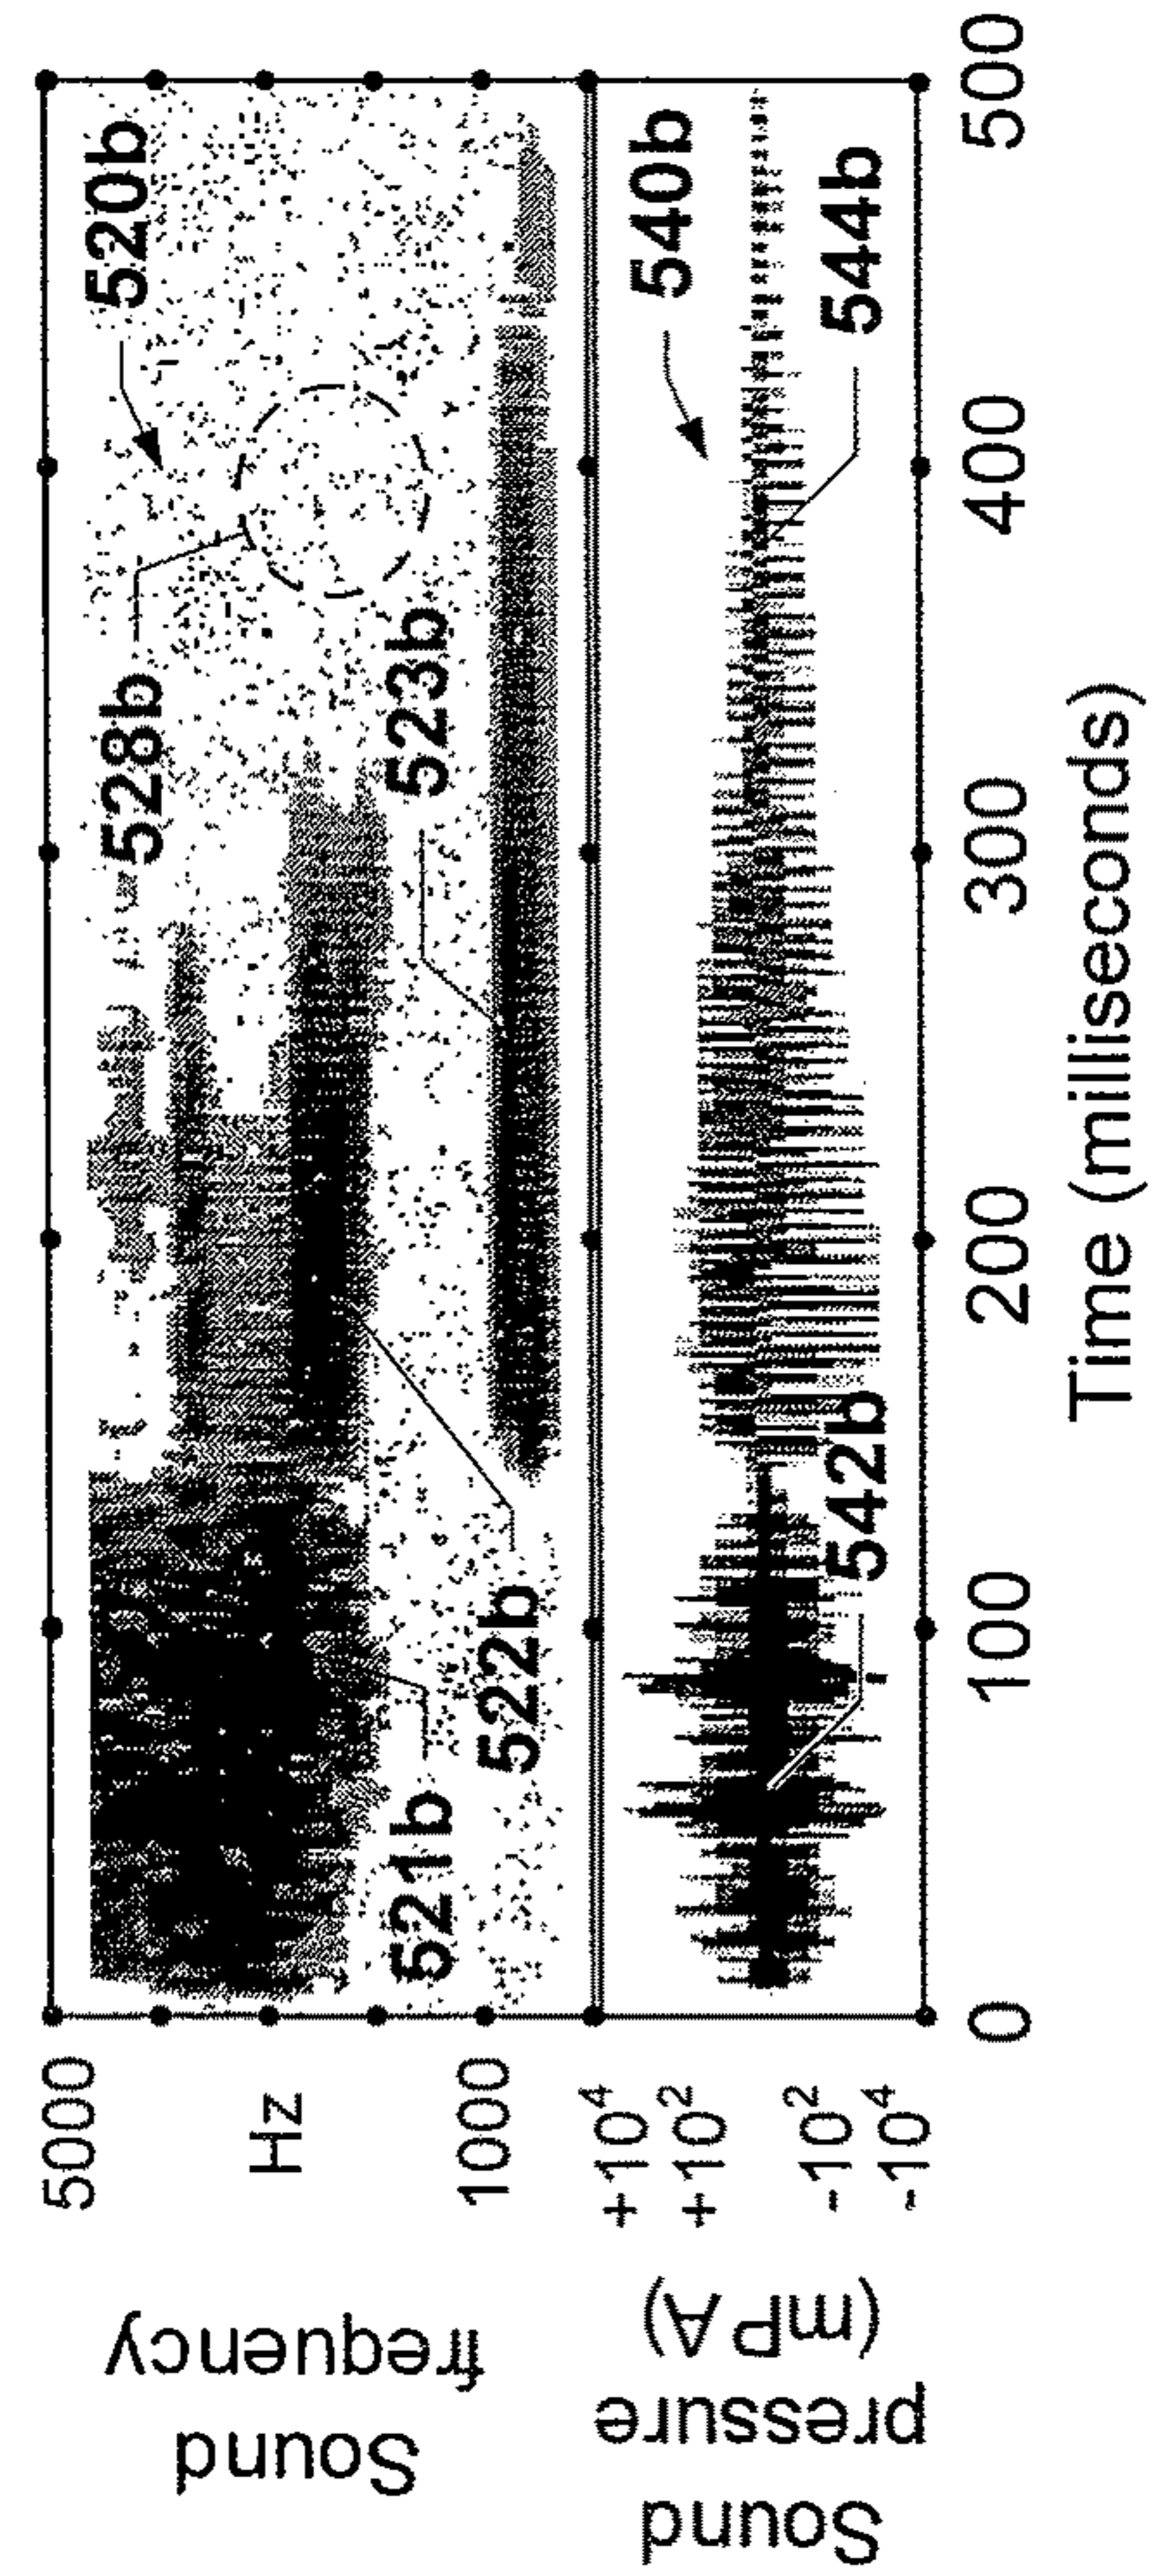 Sound
frequency
5000
Hz
1000
520b
528b
523b
521b
522b
Sound
pressure
(mPA)
+10⁴
+10²
-10²
-10⁴
540b
544b
542b
0 100 200 300 400 500
Time (milliseconds)